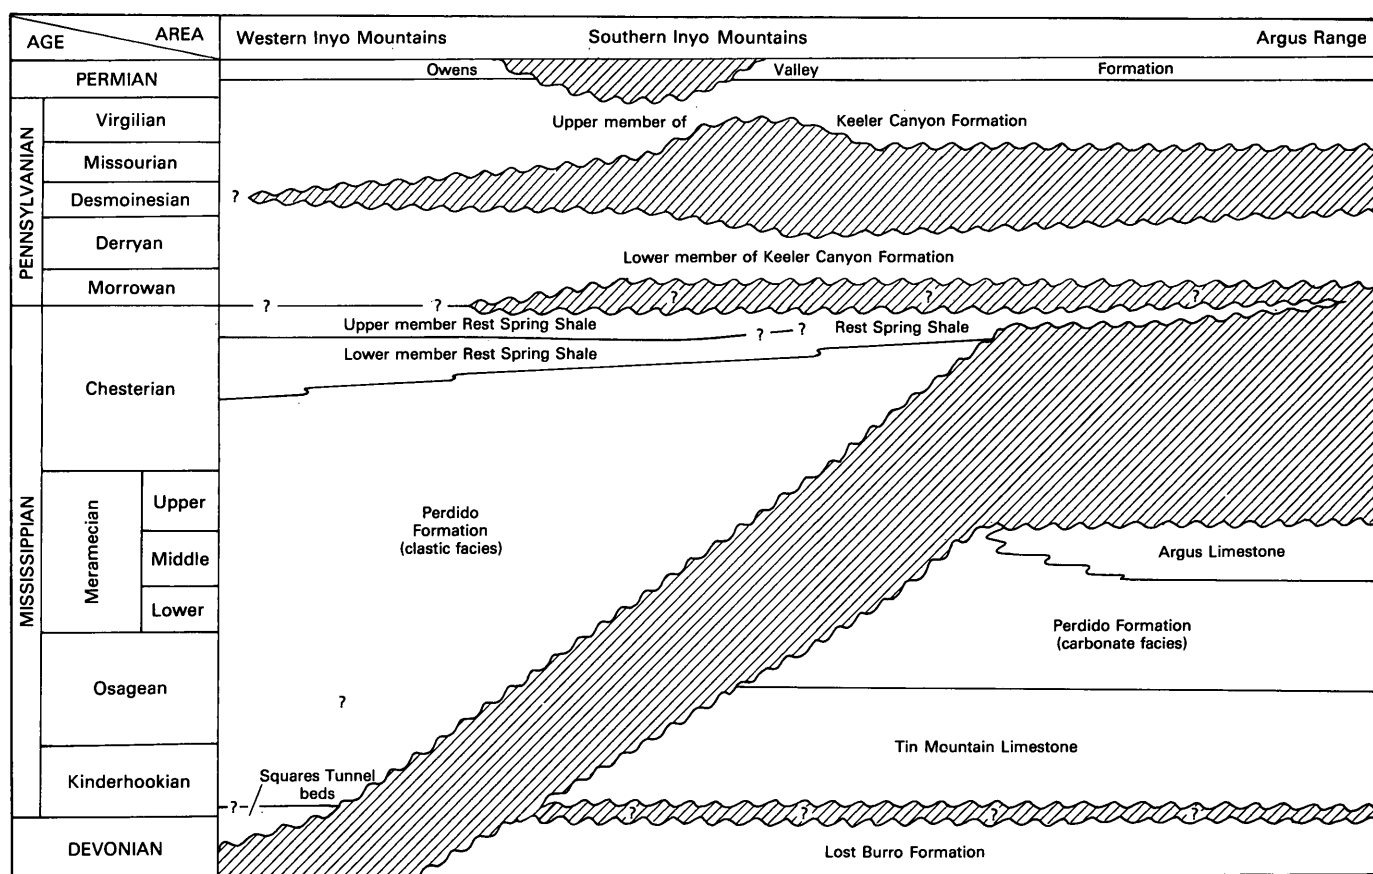 AGE
AREA
Western Inyo Mountains
Southern Inyo Mountains
Argus Range
PERMIAN
Owens
Valley
Formation
PENNSYLVANIAN
Virgilian
Upper member of
Keeler Canyon Formation
Missourian
Desmoinesian
?
Derryan
Lower member of Keeler Canyon Formation
Morrowan
?
?
?
?
?
MISSISSIPPIAN
Chesterian
Upper member Rest Spring Shale
? — ?
Rest Spring Shale
Lower member Rest Spring Shale
Meramecian
Upper
Middle
Lower
Perdido
Formation
(clastic facies)
Argus Limestone
Perdido Formation
(carbonate facies)
Osagean
?
Kinderhookian
Tin Mountain Limestone
Squares Tunnel
beds
?
?
?
?
?
DEVONIAN
Lost Burro Formation